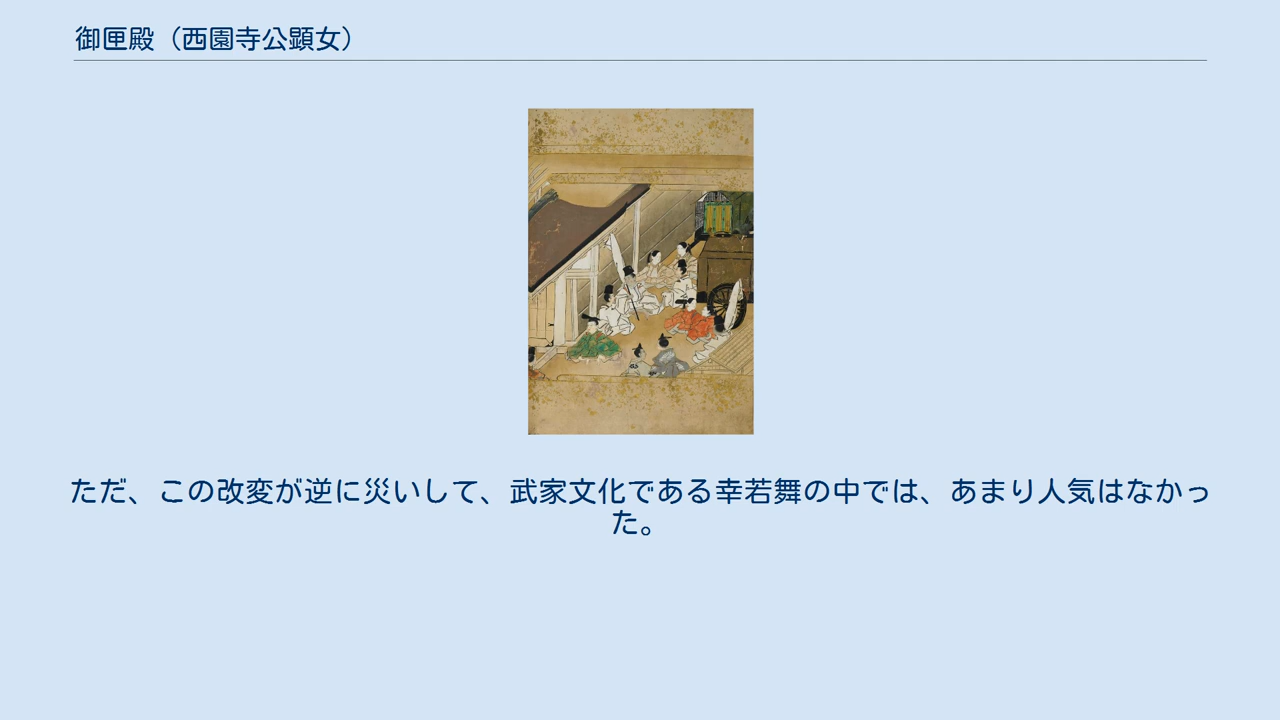 御匣殿（西園寺公顕女）
ただ、この改変が逆に災いして、武家文化である幸若舞の中では、あまり人気はなかっ
た。